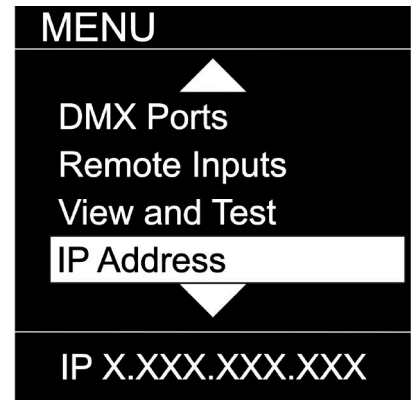 MENU
DMX Ports
Remote Inputs
View and Test
IP Address
IP X.XXX.XXX.XXX